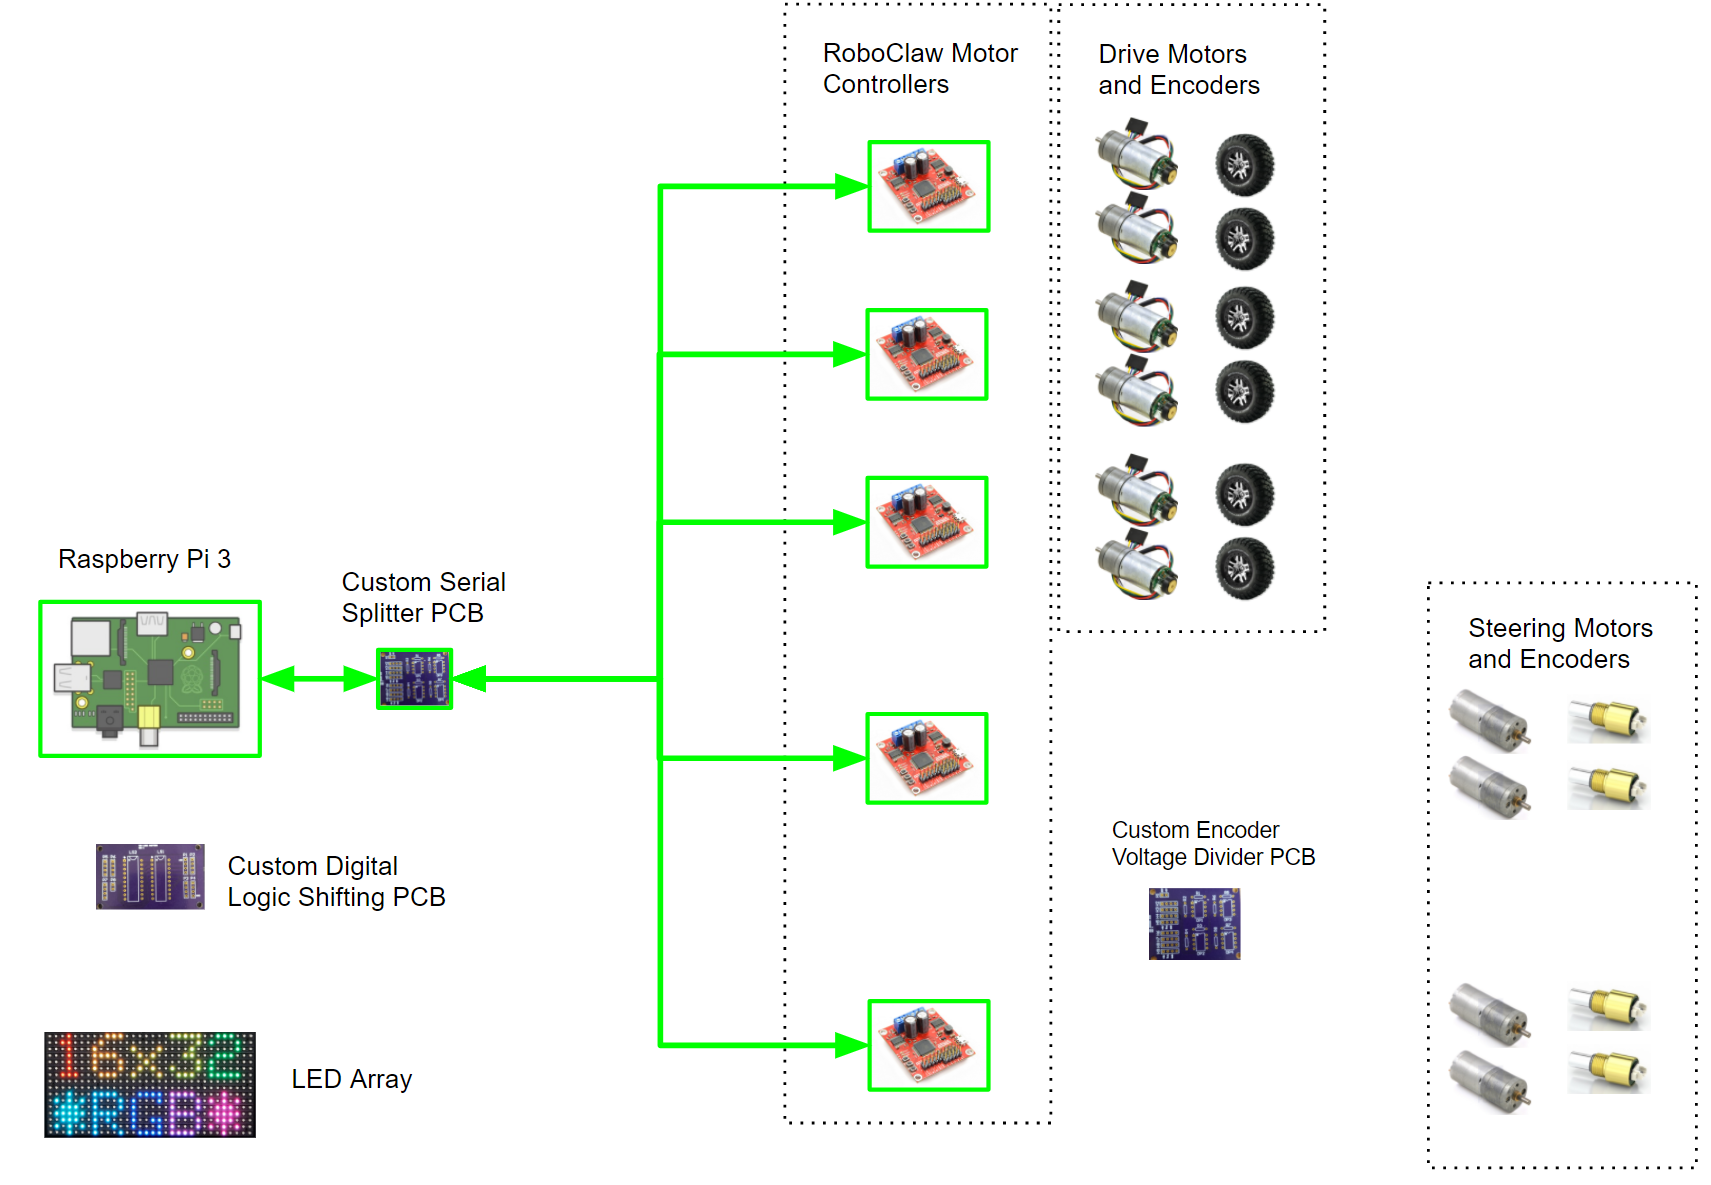 RoboClaw Motor
Controllers
Drive Motors
and Encoders
Raspberry Pi 3
Custom Serial
Splitter PCB
Steering Motors
and Encoders
Custom Digital
Logic Shifting PCB
Custom Encoder
Voltage Divider PCB
16x32
*RGB*
LED Array